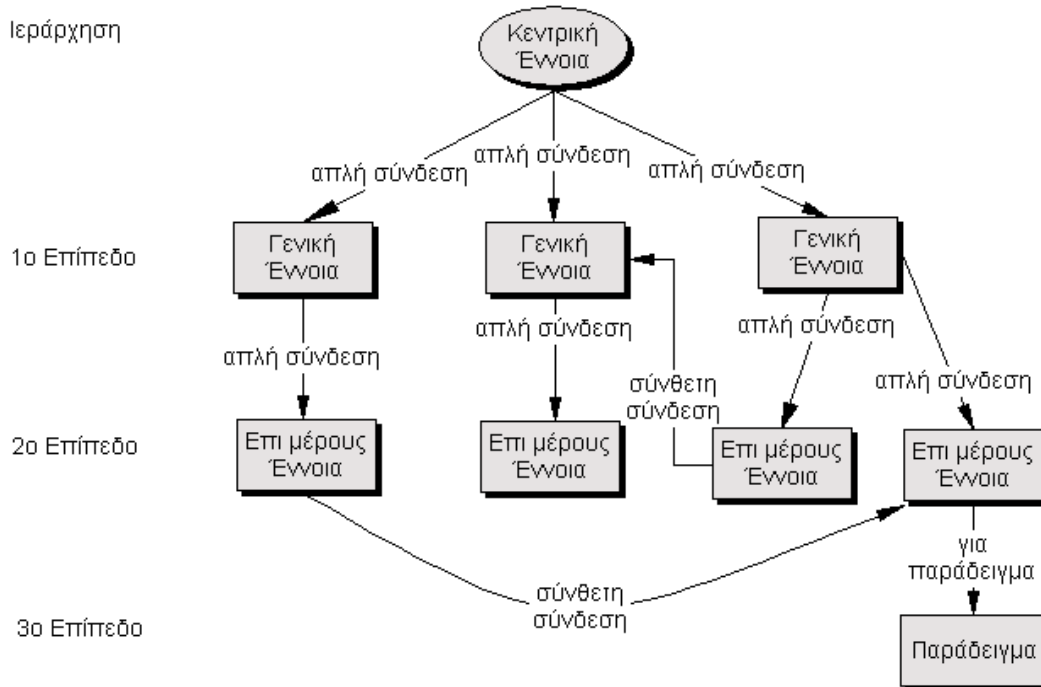 Ιεράρχηση
Κεντρική
Έννοια
απλή σύνδεση
απλή σύνδεση
απλή σύνδεση
1ο Επίπεδο
Γενική
Έννοια
Γενική
Έννοια
Γενική
Έννοια
απλή σύνδεση
απλή σύνδεση
απλή σύνδεση
απλή σύνδεση
σύνθετη
σύνδεση
2ο Επίπεδο
Επι μέρους
Έννοια
Επι μέρους
Έννοια
Επι μέρους
Έννοια
Επι μέρους
Έννοια
για
παράδειγμα
σύνθετη
σύνδεση
3ο Επίπεδο
Παράδειγμα